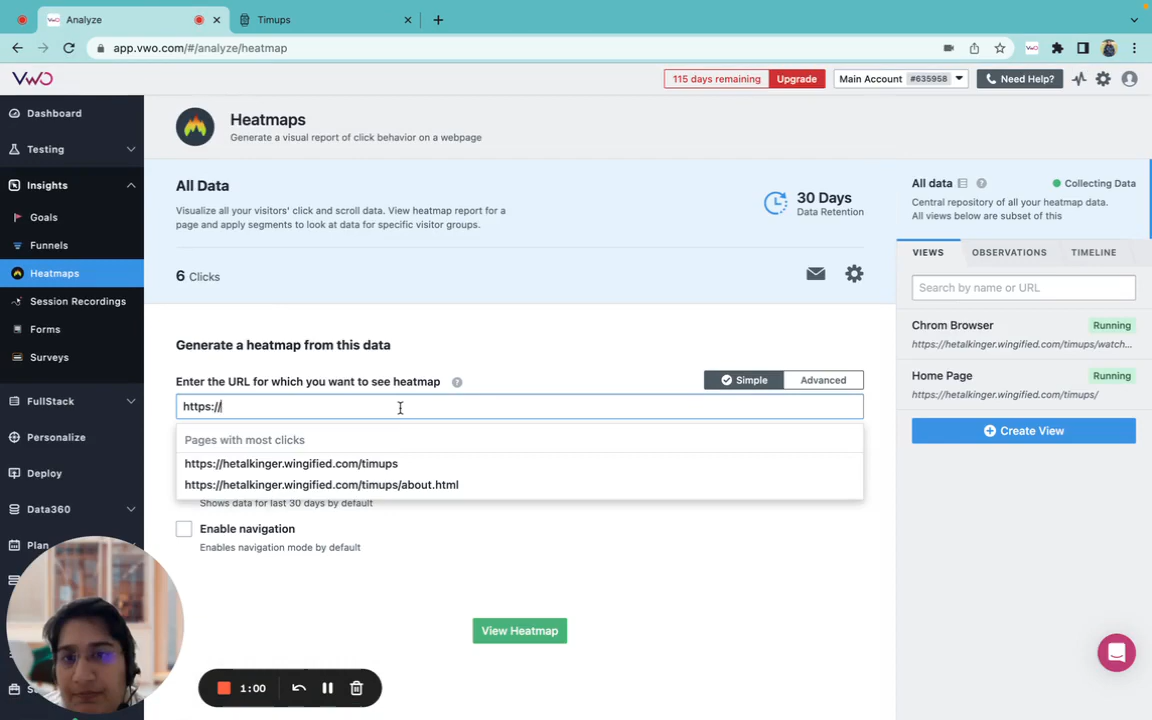 Analyze
Timups
app.vwo.com/#/analyze/heatmap
VWO
115 days remaining
Upgrade
Main Account
#635958
Need Help?
Dashboard
Testing
Insights
Goals
Funnels
Heatmaps
Session Recordings
Forms
Surveys
FullStack
Personalize
Deploy
Data360
Plan
Heatmaps
Generate a visual report of click behavior on a webpage
All Data
Visualize all your visitors' click and scroll data. View heatmap report for a
page and apply segments to look at data for specific visitor groups.
30 Days
Data Retention
6 Clicks
Generate a heatmap from this data
Enter the URL for which you want to see heatmap
Simple
Advanced
https://
Pages with most clicks
https://hetalkinger.wingified.com/timups
https://hetalkinger.wingified.com/timups/about.html
Shows data for last 30 days by default
Enable navigation
Enables navigation mode by default
View Heatmap
1:00
All data
Collecting Data
Central repository of all your heatmap data.
All views below are subset of this
VIEWS
OBSERVATIONS
TIMELINE
Search by name or URL
Chrom Browser
Running
https://hetalkinger.wingified.com/timups/watch...
Home Page
Running
https://hetalkinger.wingified.com/timups/
Create View